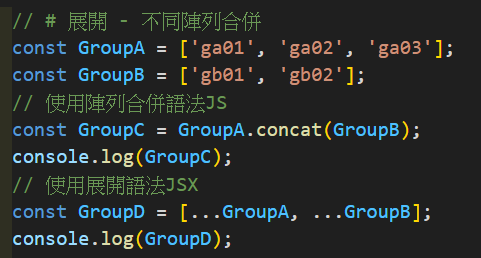 // # 展開 - 不同陣列合併
const GroupA = ['ga01', 'ga02', 'ga03'];
const GroupB = ['gb01', 'gb02'];
// 使用陣列合併語法JS
const GroupC = GroupA.concat(GroupB);
console.log(GroupC);
// 使用展開語法JSX
const GroupD = [...GroupA, ...GroupB];
console.log(GroupD);